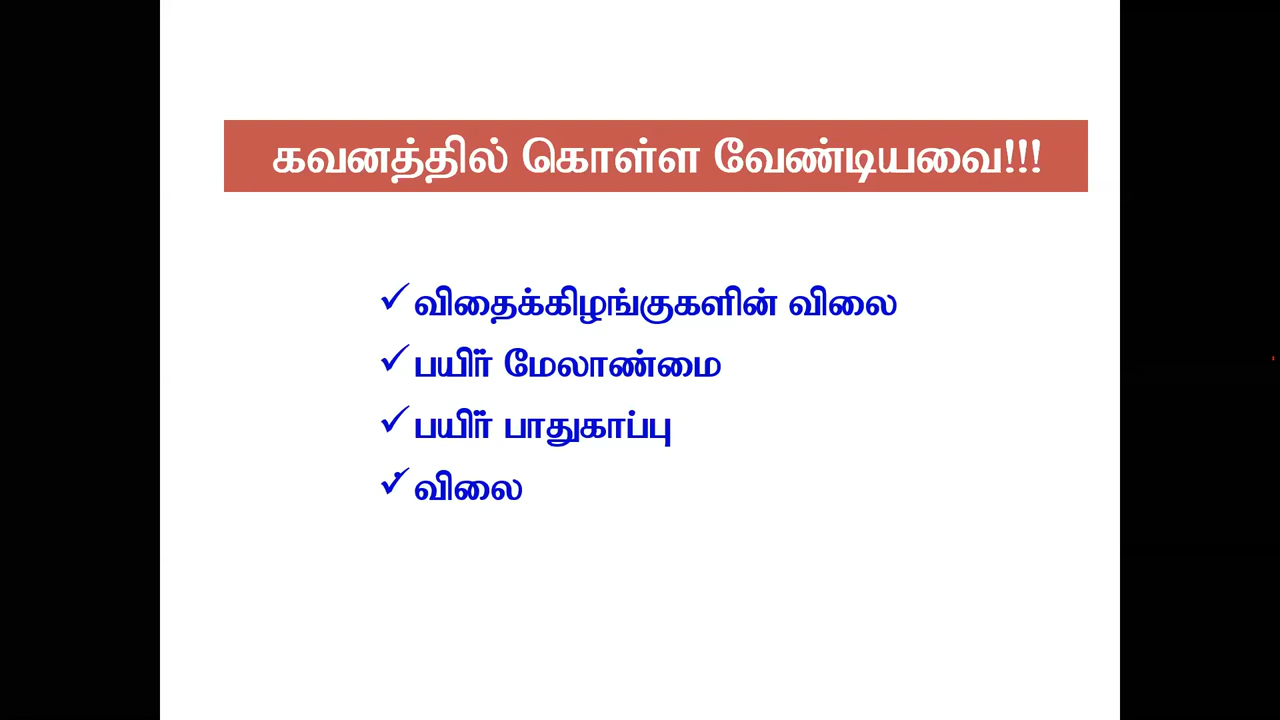 கவனத்தில் கொள்ள வேண்டியவை!!!
விதைக்கிழங்குகளின் விலை
பயிர் மேலாண்மை
பயிர் பாதுகாப்பு
விலை